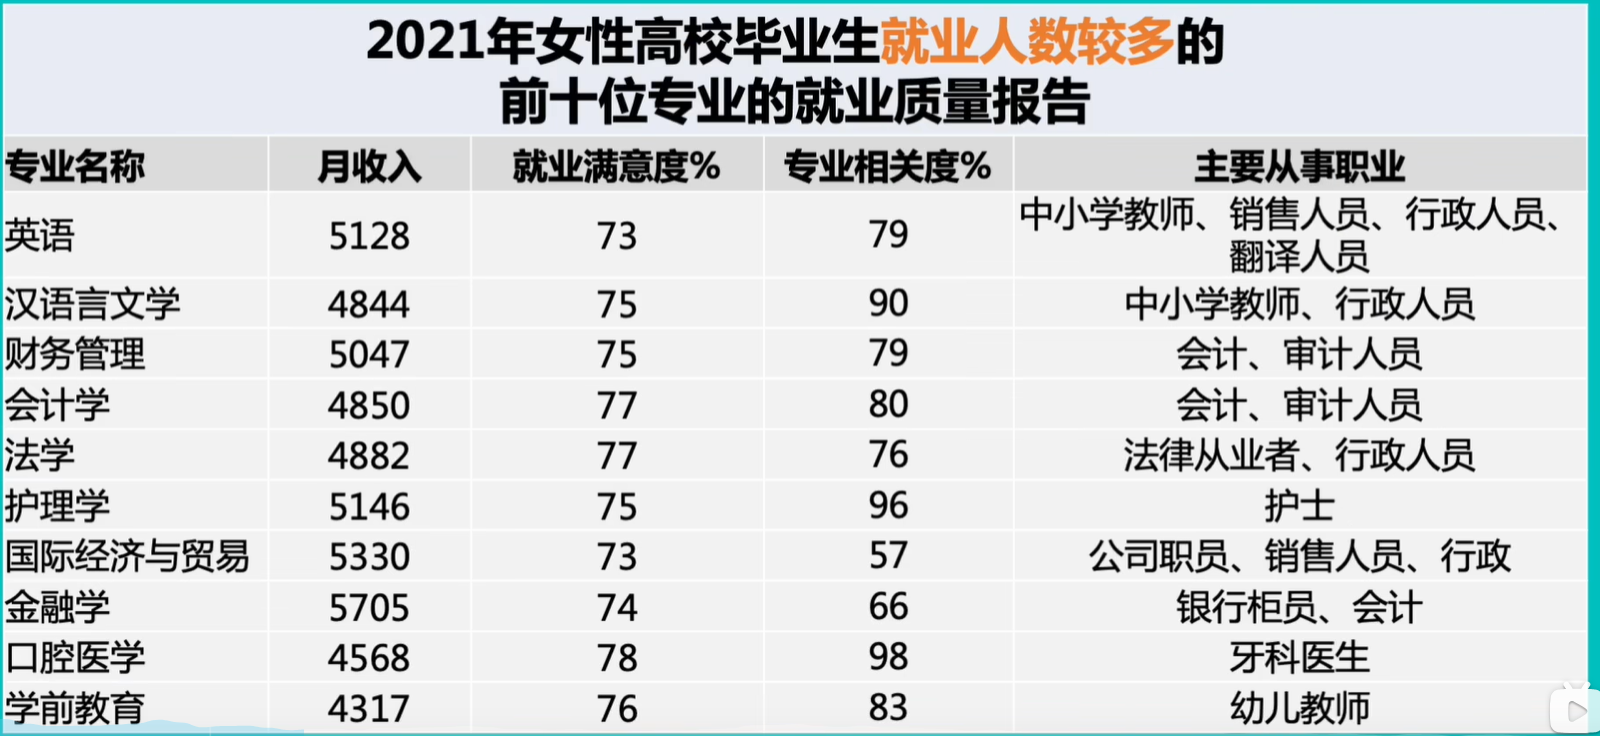 2021年女性高校毕业生就业人数较多的
前十位专业的就业质量报告
专业名称 月收入 就业满意度% 专业相关度% 主要从事职业
英语 5128 73 79 中小学教师、销售人员、行政人员、
翻译人员
汉语言文学 4844 75 90 中小学教师、行政人员
财务管理 5047 75 79 会计、审计人员
会计学 4850 77 80 会计、审计人员
法学 4882 77 76 法律从业者、行政人员
护理学 5146 75 96 护士
国际经济与贸易 5330 73 57 公司职员、销售人员、行政
金融学 5705 74 66 银行柜员、会计
口腔医学 4568 78 98 牙科医生
学前教育 4317 76 83 幼儿教师